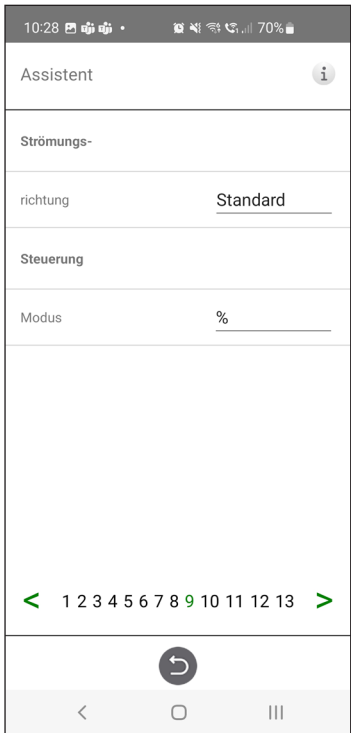 10:28 70%
Assistent i
Strömungs-
richtung Standard
Steuerung
Modus %
< 1 2 3 4 5 6 7 8 9 10 11 12 13 >